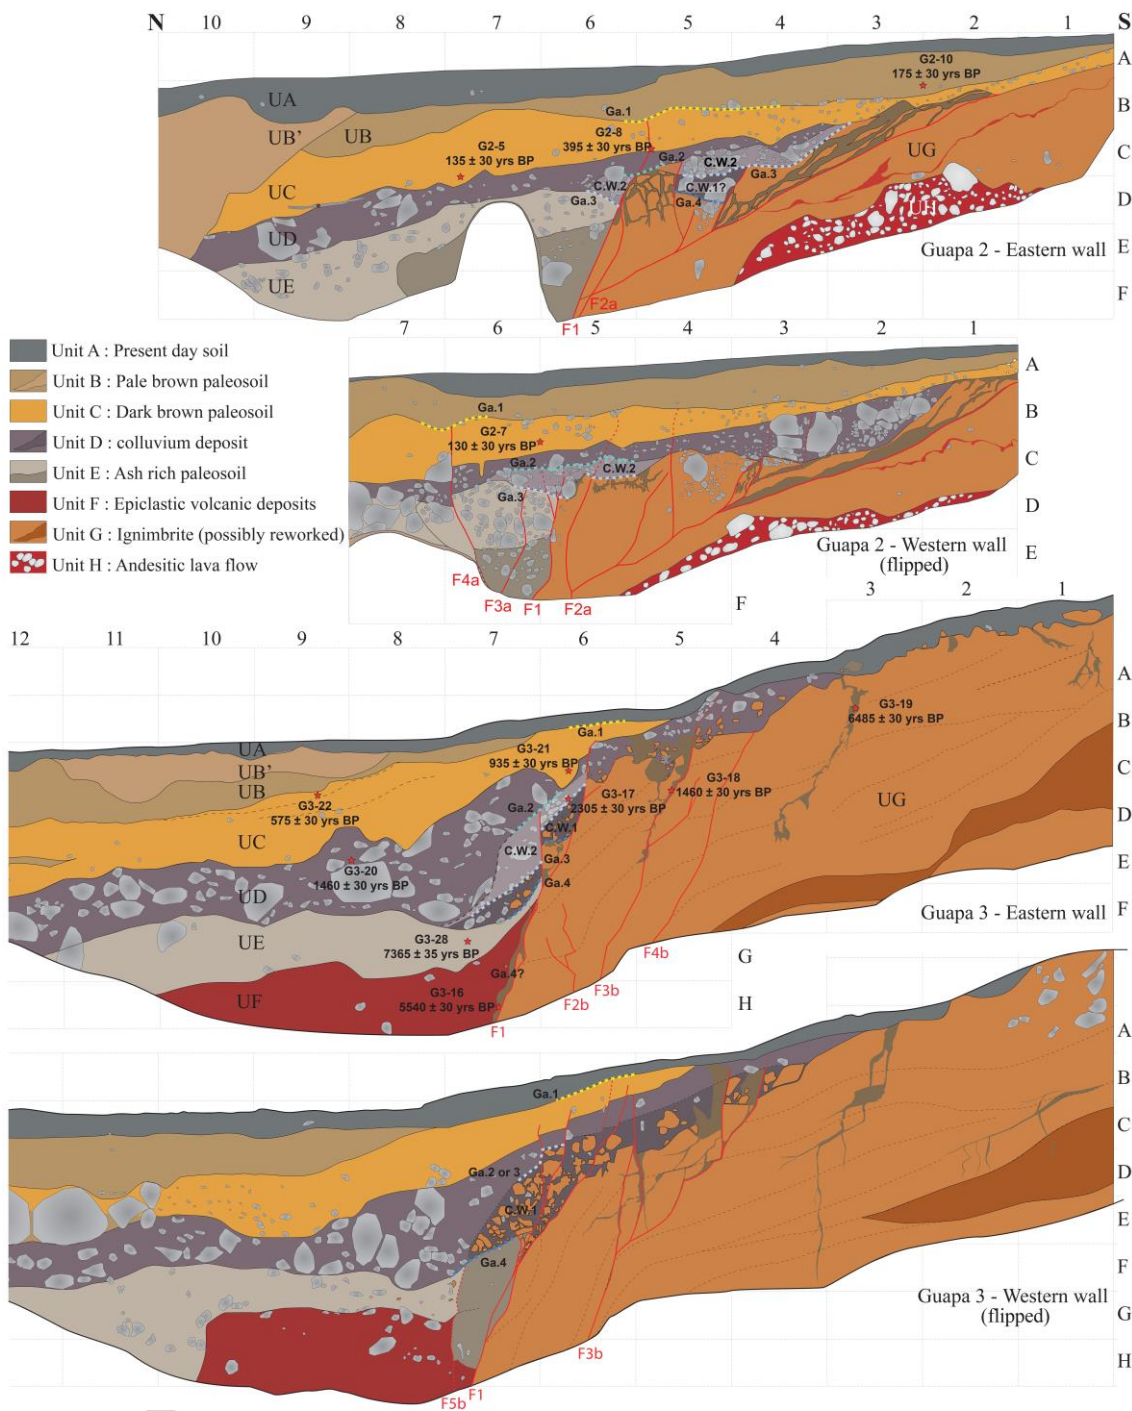 N 10 9 8 7 6 5 4 3 2 1 S
A
G2-10
175 ± 30 yrs BP
UA
B
Ga.1
UB' UB
G2-8
395 ± 30 yrs BP
G2-5
135 ± 30 yrs BP
Ga.2
C.W.2
UG
C
Ga.3
UC
C.W.2
C.W.1?
Ga.3
Ga.4
UH
D
UD
Guapa 2 - Eastern wall
E
UE
F2a
F
F1
7 6 5 4 3 2 1
Unit A : Present day soil
Unit B : Pale brown paleosoil
Unit C : Dark brown paleosoil
Unit D : colluvium deposit
Unit E : Ash rich paleosoil
Unit F : Epiclastic volcanic deposits
Unit G : Ignimbrite (possibly reworked)
Unit H : Andesitic lava flow
A
Ga.1
B
G2-7
130 ± 30 yrs BP
Ga.2
C.W.2
C
Ga.3
D
Guapa 2 - Western wall
(flipped)
E
F4a
F3a
F1
F2a
F
12 11 10 9 8 7 6 5 4 3 2 1
A
G3-19
6485 ± 30 yrs BP
B
Ga.1
UA
G3-21
935 ± 30 yrs BP
UB'
C
UB
G3-18
1460 ± 30 yrs BP
G3-17
2305 ± 30 yrs BP
G3-22
575 ± 30 yrs BP
Ga.2
UG
D
C.W.1
UC
C.W.2
Ga.3
E
G3-20
1460 ± 30 yrs BP
Ga.4
UD
F
Guapa 3 - Eastern wall
UE
G3-28
7365 ± 35 yrs BP
F4b
G
Ga.4?
F3b
G3-16
5540 ± 30 yrs BP
UF
F2b
H
F1
A
B
Ga.1
C
Ga.2 or 3
D
C.W.1
E
Ga.4
F
Guapa 3 - Western wall
(flipped)
G
F3b
H
F1
F5b